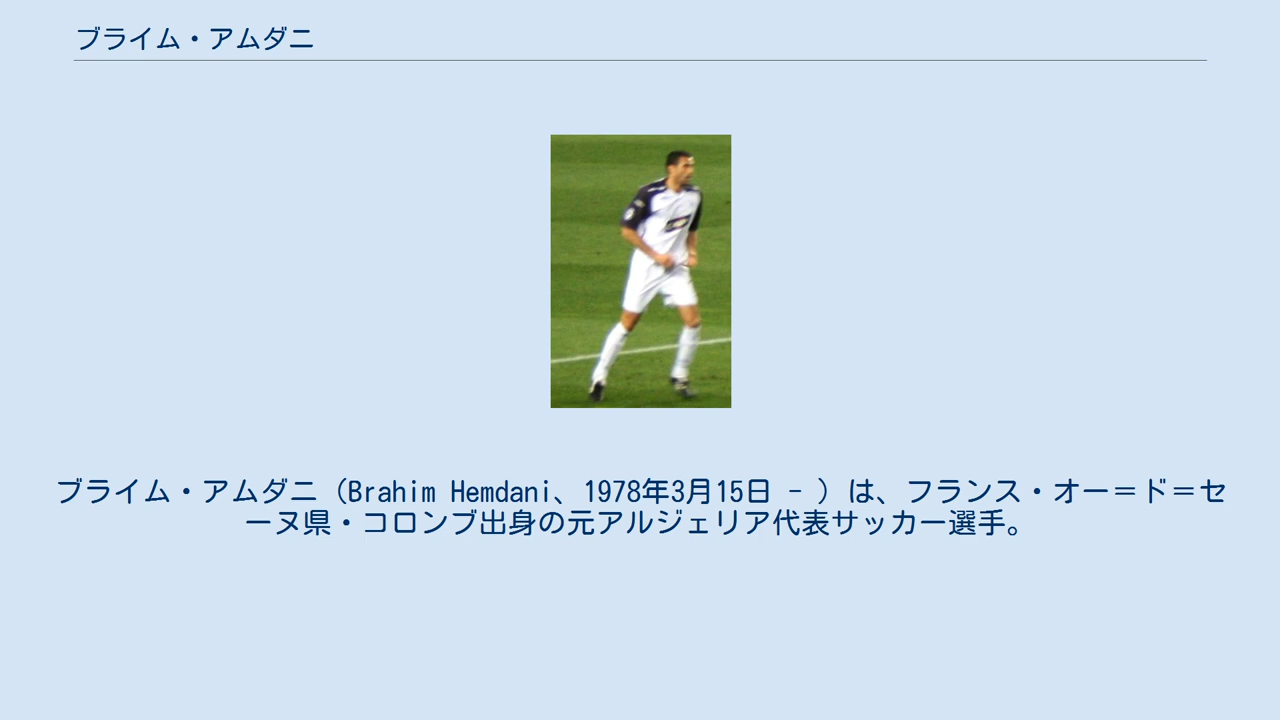 ブライム・アムダニ
ブライム・アムダニ（Brahim Hemdani、1978年3月15日 - ）は、フランス・オー＝ド＝セ
ーヌ県・コロンブ出身の元アルジェリア代表サッカー選手。